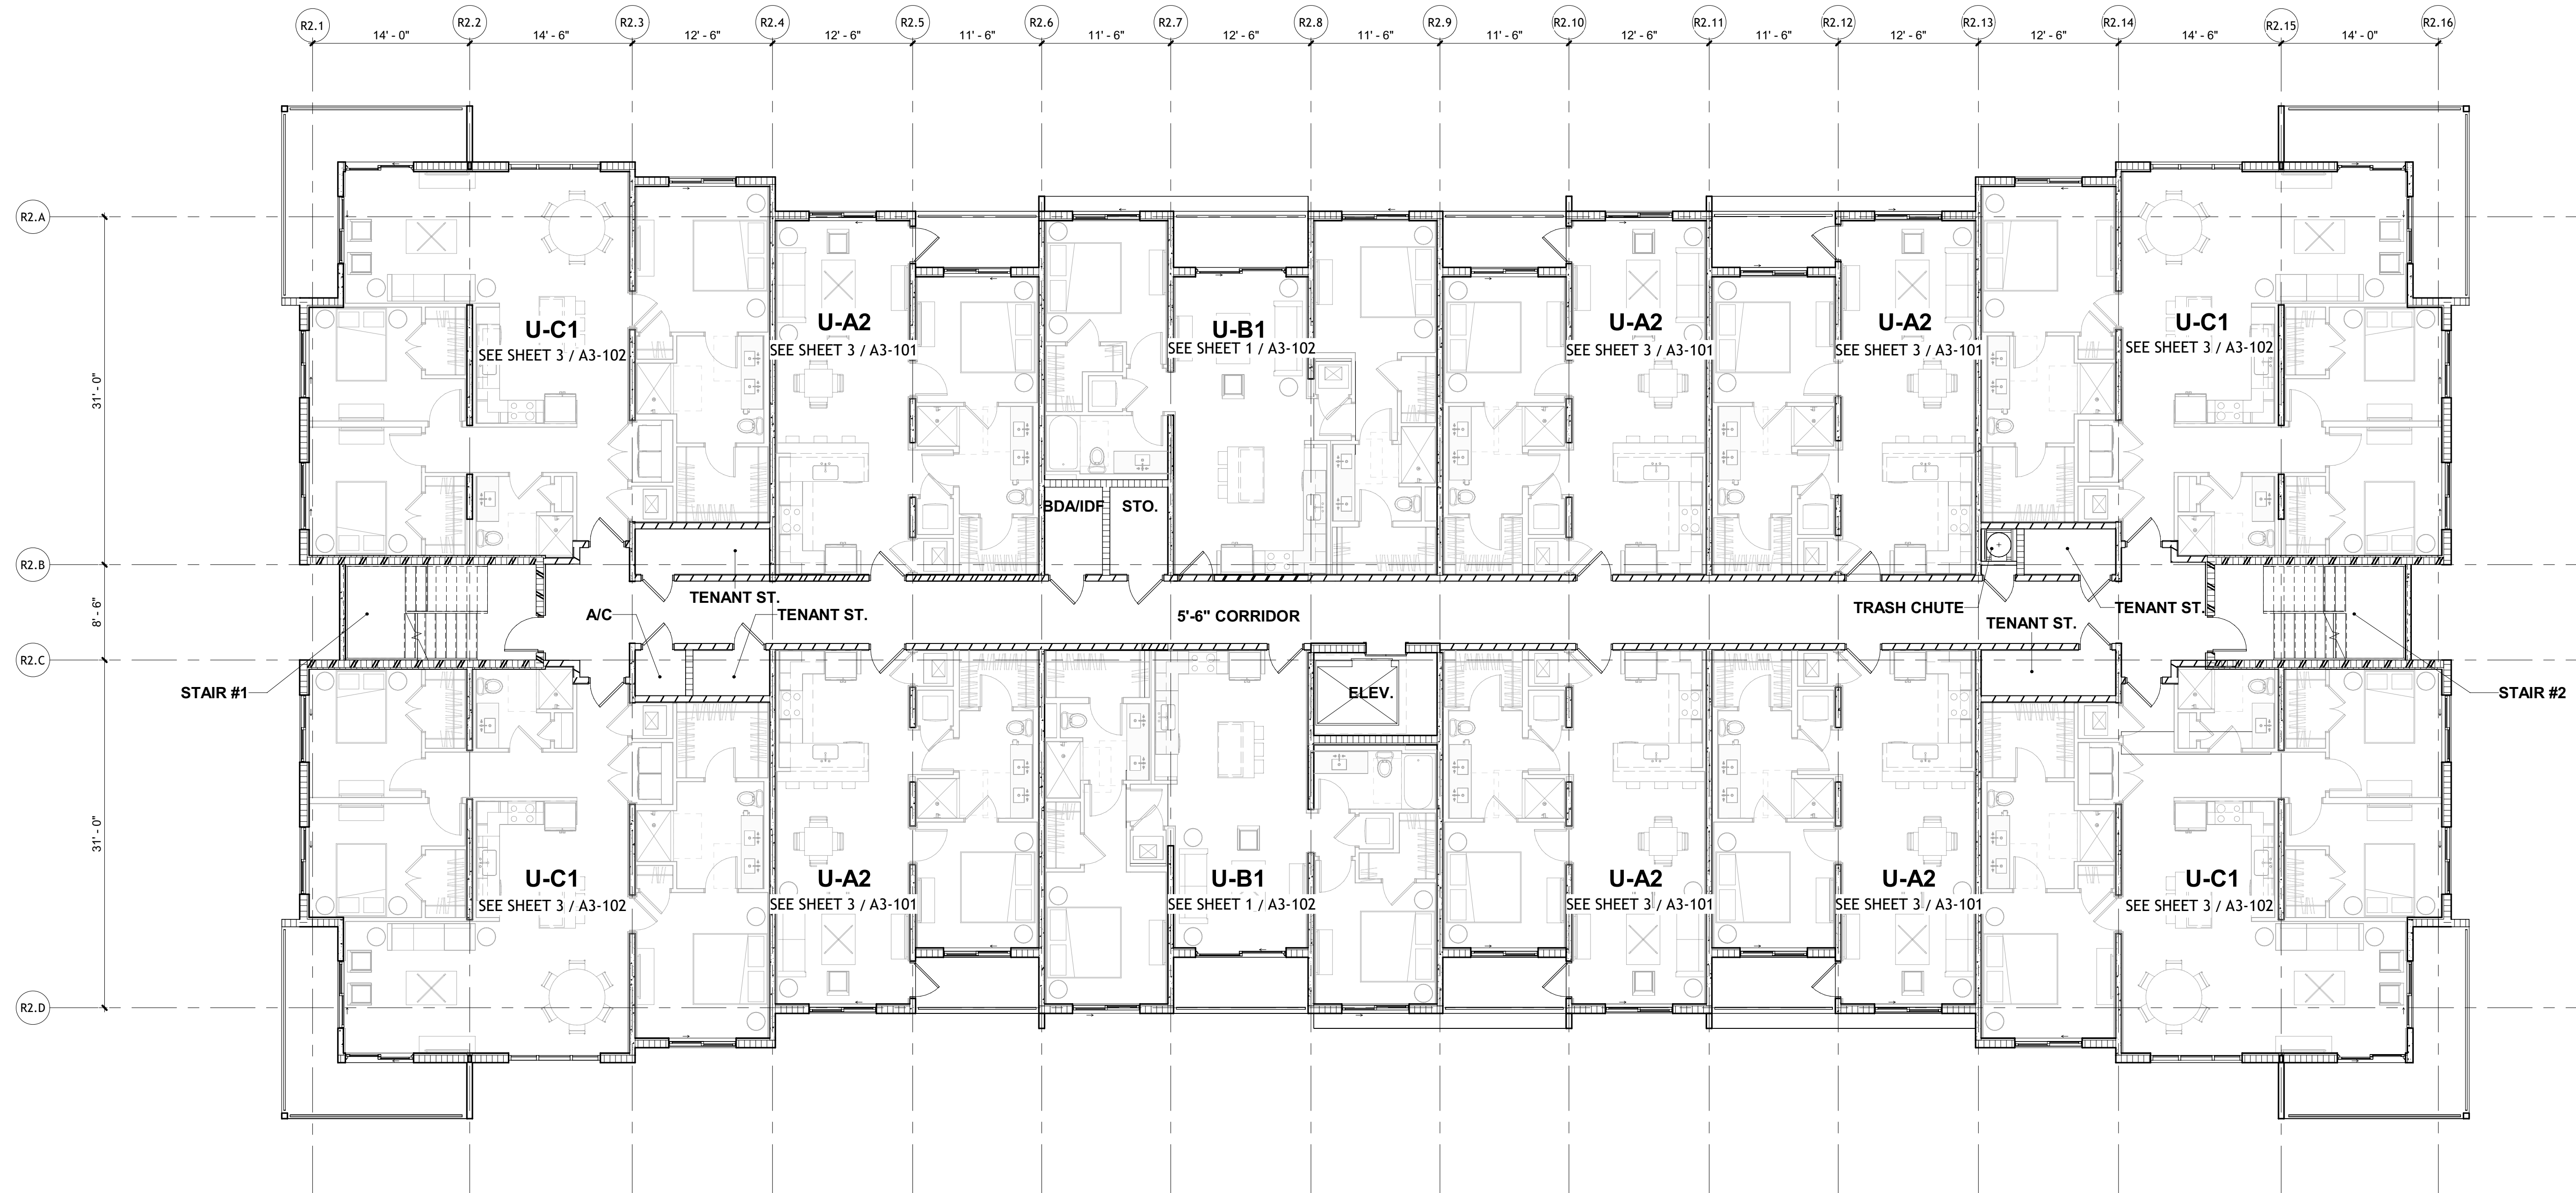 R2.1 R2.2 R2.3 R2.4 R2.5 R2.6 R2.7 R2.8 R2.9 R2.10 R2.11 R2.12 R2.13 R2.14 R2.15 R2.16
14' - 0" 14' - 6" 12' - 6" 12' - 6" 11' - 6" 11' - 6" 12' - 6" 11' - 6" 11' - 6" 12' - 6" 11' - 6" 12' - 6" 12' - 6" 14' - 6" 14' - 0"
R2.A
U-C1 U-A2 U-B1 U-A2 U-A2 U-C1
SEE SHEET 3 / A3-102 SEE SHEET 3 / A3-101 SEE SHEET 1 / A3-102 SEE SHEET 3 / A3-101 SEE SHEET 3 / A3-101 SEE SHEET 3 / A3-102
31' - 0"
BDA/IDF STO.
R2.B
TENANT ST.
8' - 6"
A/C TENANT ST. 5'-6" CORRIDOR TRASH CHUTE TENANT ST.
TENANT ST.
R2.C
STAIR #1 ELEV. STAIR #2
31' - 0"
U-C1 U-A2 U-B1 U-A2 U-A2 U-C1
SEE SHEET 3 / A3-102 SEE SHEET 3 / A3-101 SEE SHEET 1 / A3-102 SEE SHEET 3 / A3-101 SEE SHEET 3 / A3-101 SEE SHEET 3 / A3-102
R2.D